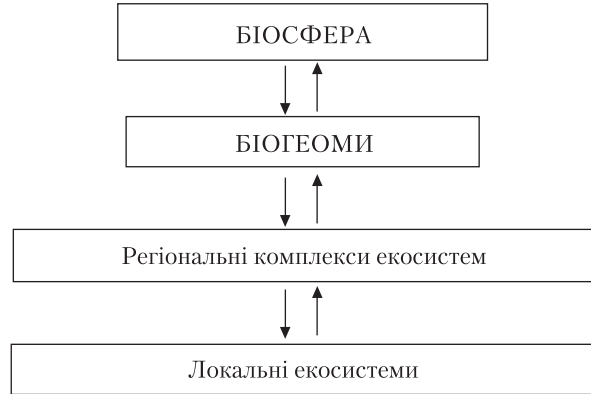 БІОСФЕРА
БІОГЕОМИ
Регіональні комплекси екосистем
Локальні екосистеми